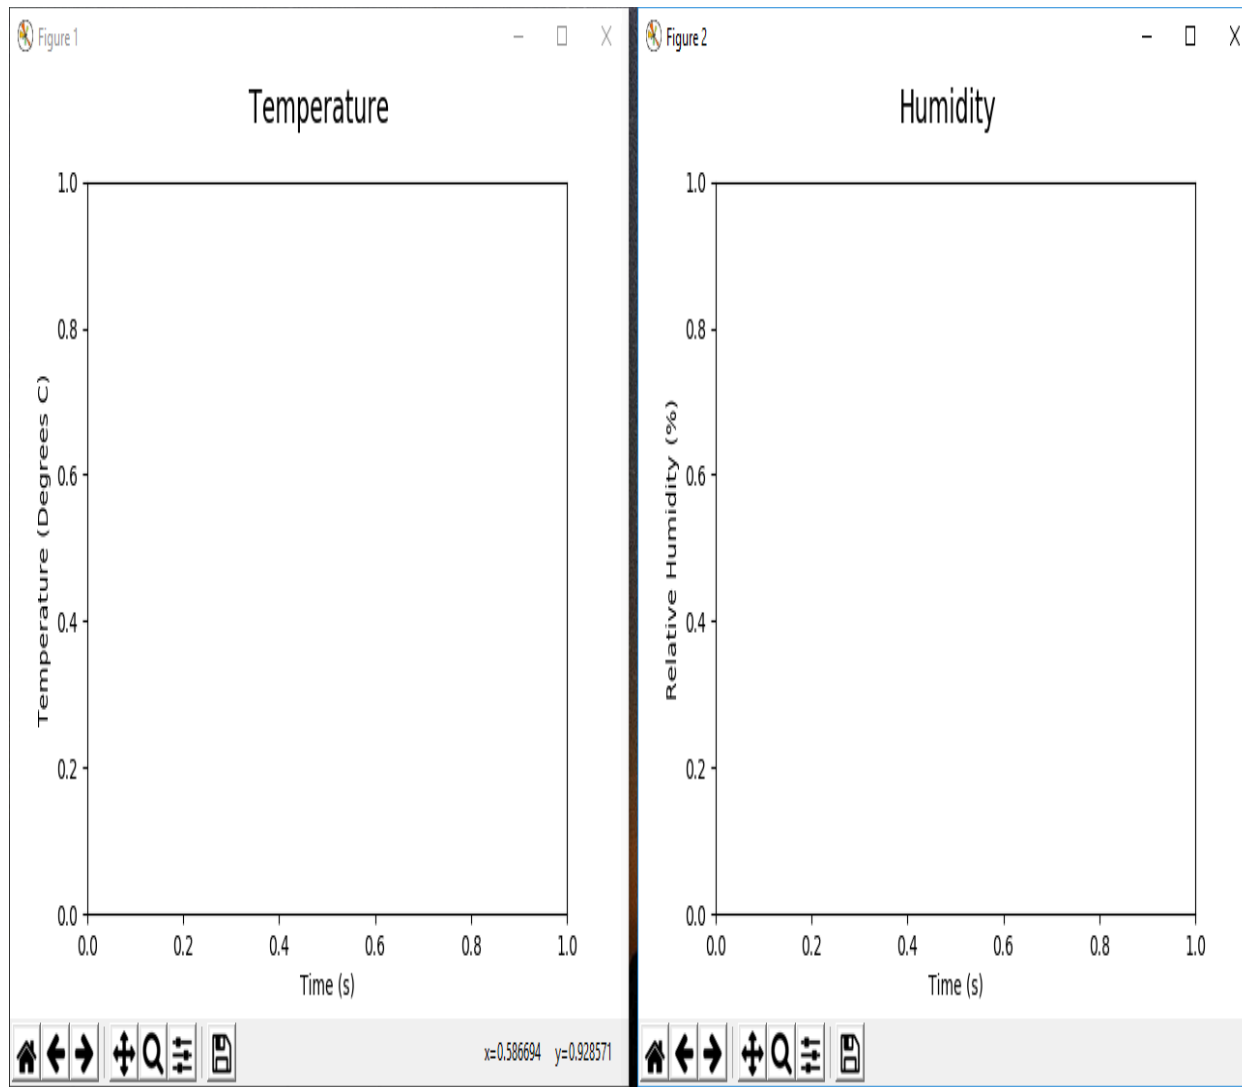 Figure 1
Temperature
1.0
0.8
0.6
0.4
0.2
0.0
Temperature (Degrees C)
0.0 0.2 0.4 0.6 0.8 1.0
Time (s)
x=0.586694 y=0.928571
Figure 2
Humidity
1.0
0.8
0.6
0.4
0.2
0.0
Relative Humidity (%)
0.0 0.2 0.4 0.6 0.8 1.0
Time (s)